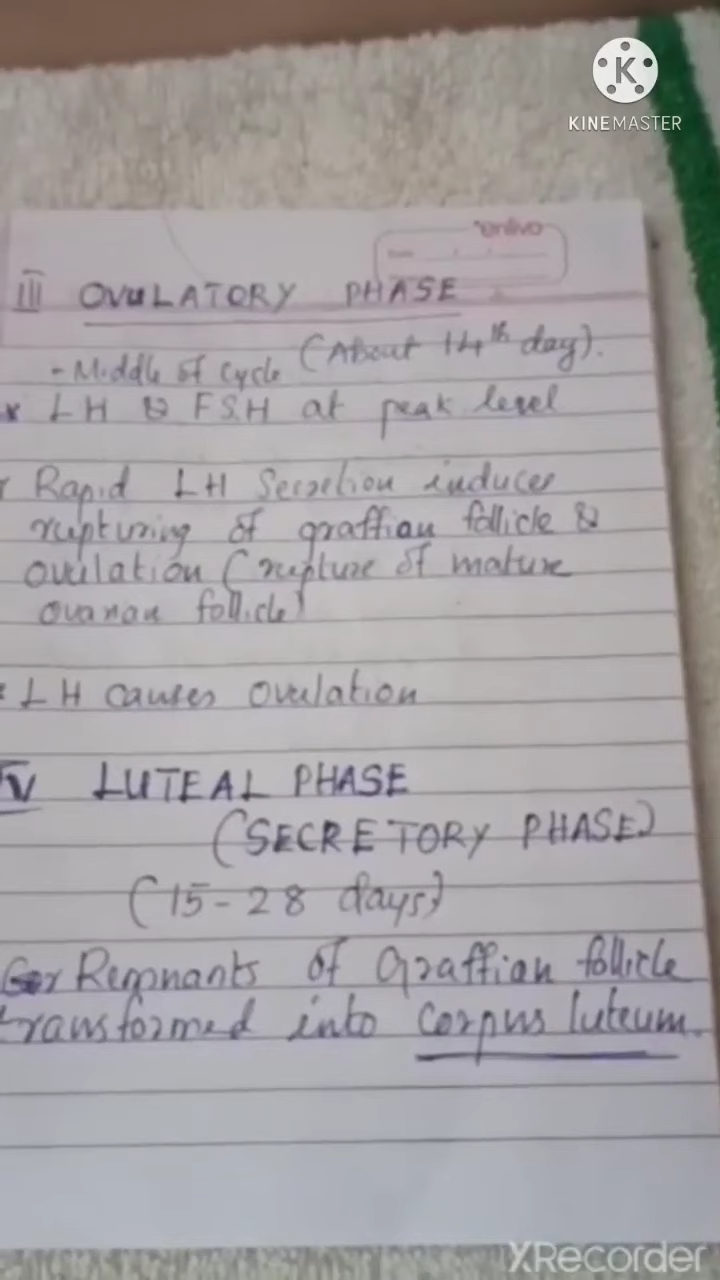 KINEMASTER
enlivo
III OVULATORY PHASE
- Middle of Cycle (About 14th day).
* LH & FSH at peak level
Rapid LH Secretion induces
rupturing of graffian follicle &
ovulation (rupture of mature
ovarian follicle)
LH causes Ovulation
IV LUTEAL PHASE
(SECRETORY PHASE)
(15-28 days)
Remnants of Graffian follicle
transformed into Corpus luteum.
XRecorder